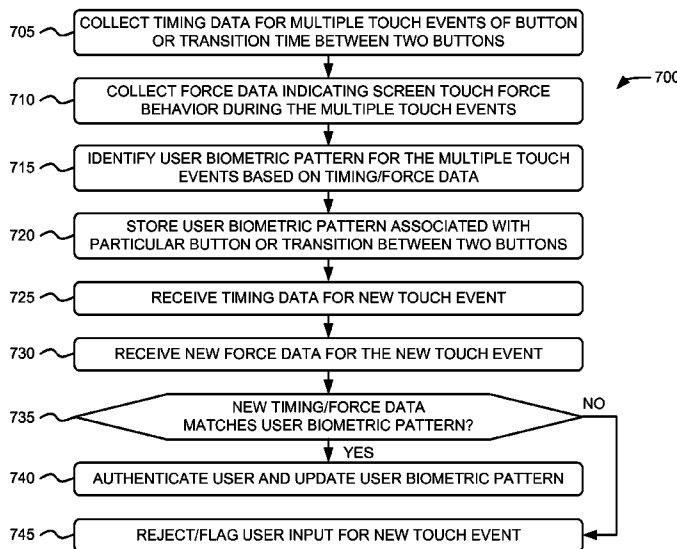 705
COLLECT TIMING DATA FOR MULTIPLE TOUCH EVENTS OF BUTTON
OR TRANSITION TIME BETWEEN TWO BUTTONS
700
710
COLLECT FORCE DATA INDICATING SCREEN TOUCH FORCE
BEHAVIOR DURING THE MULTIPLE TOUCH EVENTS
715
IDENTIFY USER BIOMETRIC PATTERN FOR THE MULTIPLE TOUCH
EVENTS BASED ON TIMING/FORCE DATA
720
STORE USER BIOMETRIC PATTERN ASSOCIATED WITH
PARTICULAR BUTTON OR TRANSITION BETWEEN TWO BUTTONS
725
RECEIVE TIMING DATA FOR NEW TOUCH EVENT
730
RECEIVE NEW FORCE DATA FOR THE NEW TOUCH EVENT
735
NEW TIMING/FORCE DATA
MATCHES USER BIOMETRIC PATTERN?
NO
YES
740
AUTHENTICATE USER AND UPDATE USER BIOMETRIC PATTERN
745
REJECT/FLAG USER INPUT FOR NEW TOUCH EVENT